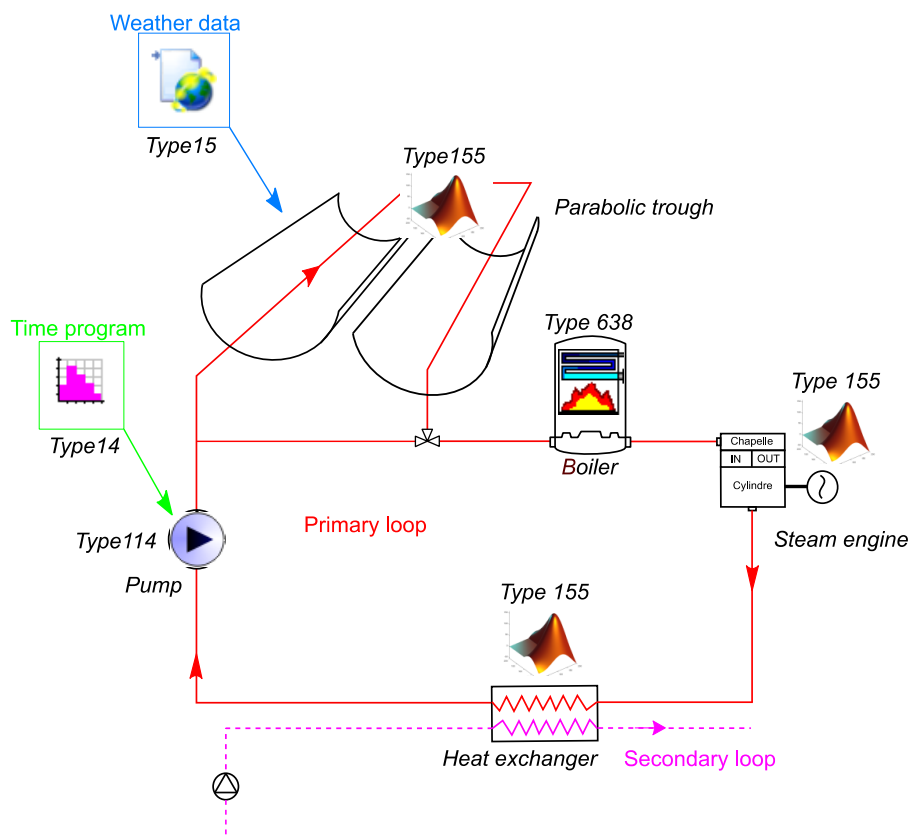 Weather data
Type15
Type155
Parabolic trough
Time program
Type14
Type 638
Boiler
Type 155
Chapelle
IN OUT
Cylindre
Steam engine
Type114
Pump
Primary loop
Type 155
Heat exchanger
Secondary loop